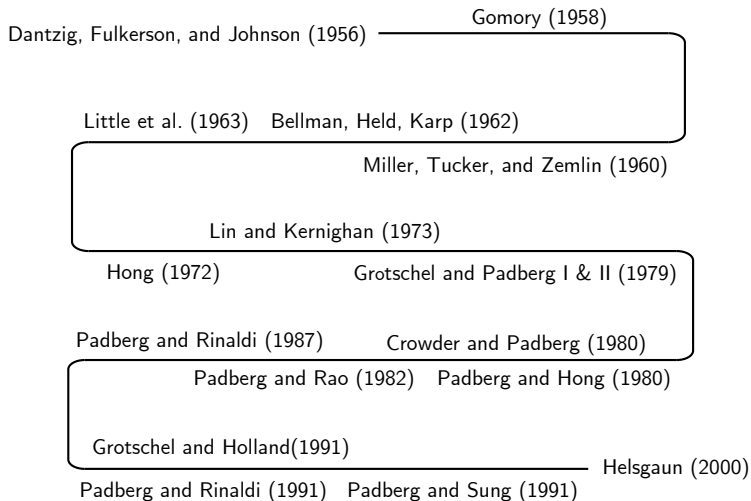 Gomory (1958)
Dantzig, Fulkerson, and Johnson (1956)
Little et al. (1963)
Bellman, Held, Karp (1962)
Miller, Tucker, and Zemlin (1960)
Lin and Kernighan (1973)
Hong (1972)
Grotschel and Padberg I & II (1979)
Padberg and Rinaldi (1987)
Crowder and Padberg (1980)
Padberg and Rao (1982)
Padberg and Hong (1980)
Grotschel and Holland(1991)
Helsgaun (2000)
Padberg and Rinaldi (1991)
Padberg and Sung (1991)